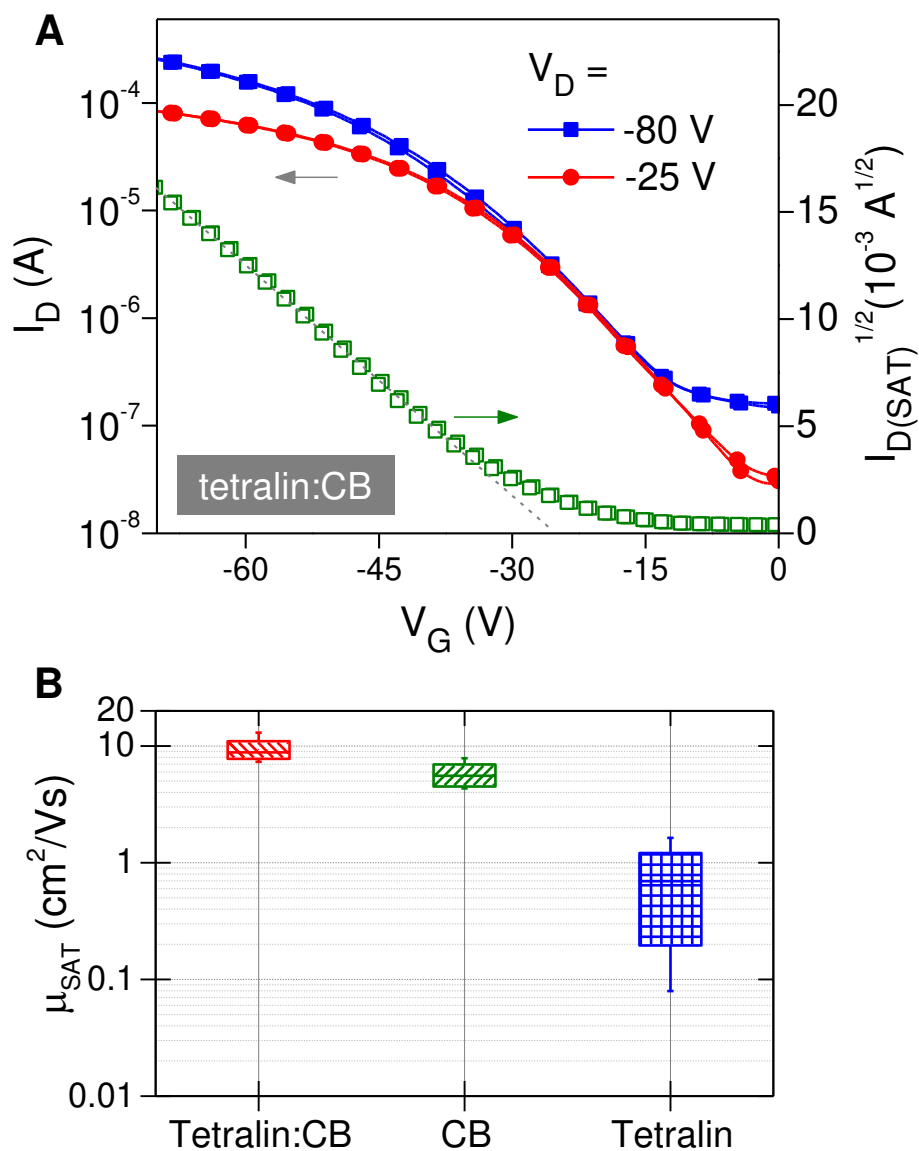 A
V_D =
-80 V
-25 V
10^-4
10^-5
10^-6
10^-7
10^-8
I_D (A)
20
15
10
5
0
I_D(SAT)^1/2 (10^-3 A^1/2)
tetralin:CB
-60 -45 -30 -15 0
V_G (V)
B
20
10
1
0.1
0.01
μ_SAT (cm^2/Vs)
Tetralin:CB CB Tetralin